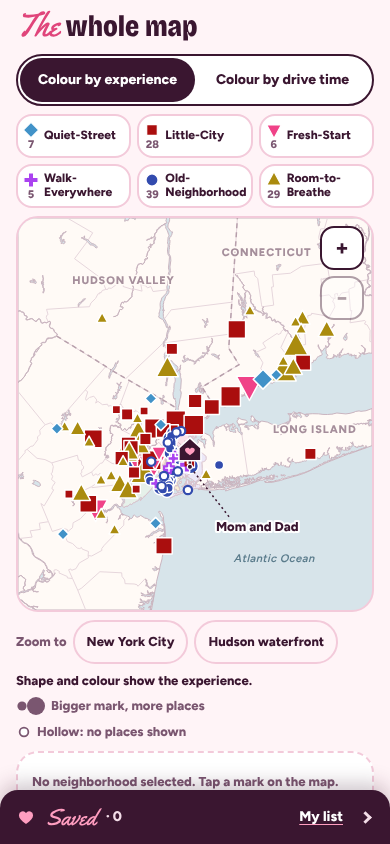 The whole map
Colour by experience
Colour by drive time
7 Quiet-Street
28 Little-City
6 Fresh-Start
5 Walk-
Everywhere
39 Old-
Neighborhood
29 Room-to-
Breathe
+
−
CONNECTICUT
HUDSON VALLEY
LONG ISLAND
Mom and Dad
Atlantic Ocean
Zoom to
New York City
Hudson waterfront
Shape and colour show the experience.
Bigger mark, more places
Hollow: no places shown
No neighborhood selected. Tap a mark on the map.
Saved · 0
My list